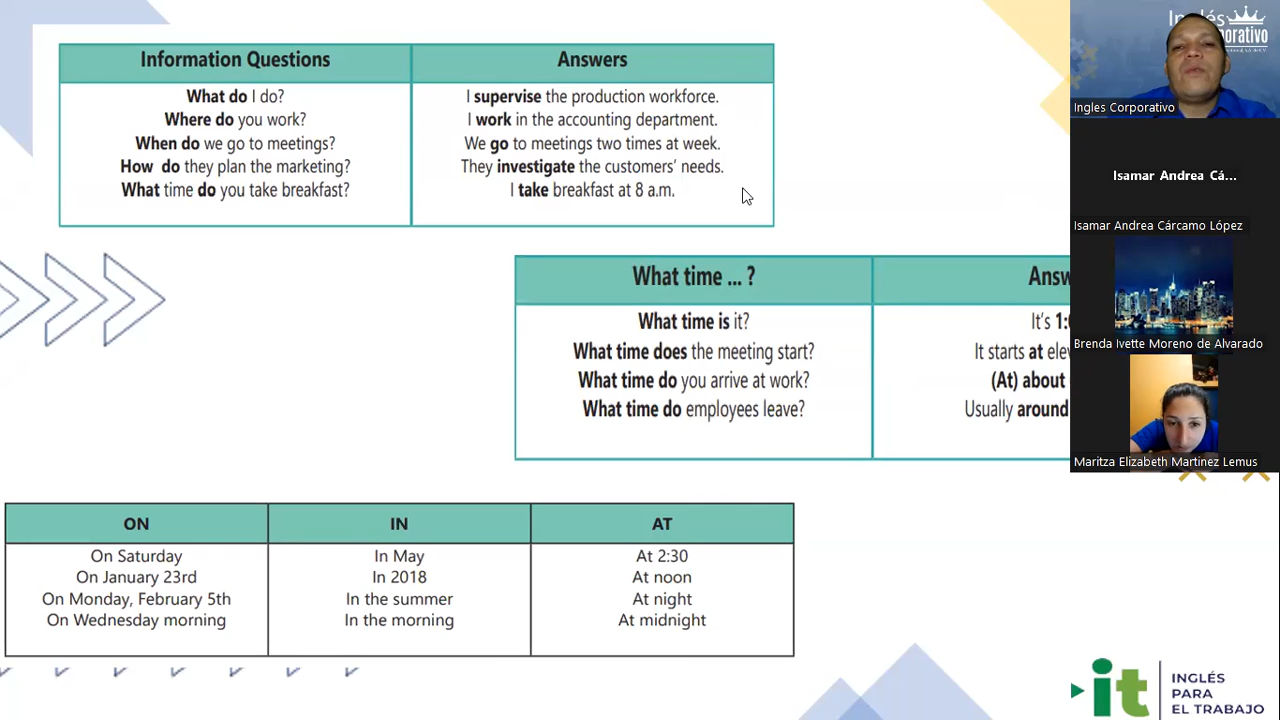 Information Questions
Answers
What do I do?
I supervise the production workforce.
Where do you work?
I work in the accounting department.
When do we go to meetings?
We go to meetings two times at week.
How do they plan the marketing?
They investigate the customers' needs.
What time do you take breakfast?
I take breakfast at 8 a.m.
What time ... ?
What time is it?
It's
What time does the meeting start?
It starts at
What time do you arrive at work?
(At) about
What time do employees leave?
Usually around
ON
IN
AT
On Saturday
In May
At 2:30
On January 23rd
In 2018
At noon
On Monday, February 5th
In the summer
At night
On Wednesday morning
In the morning
At midnight
Ingles Corporativo
Isamar Andrea Cá...
Isamar Andrea Cárcamo López
Brenda Ivette Moreno de Alvarado
Maritza Elizabeth Martinez Lemus
it
INGLÉS
PARA
EL TRABAJO